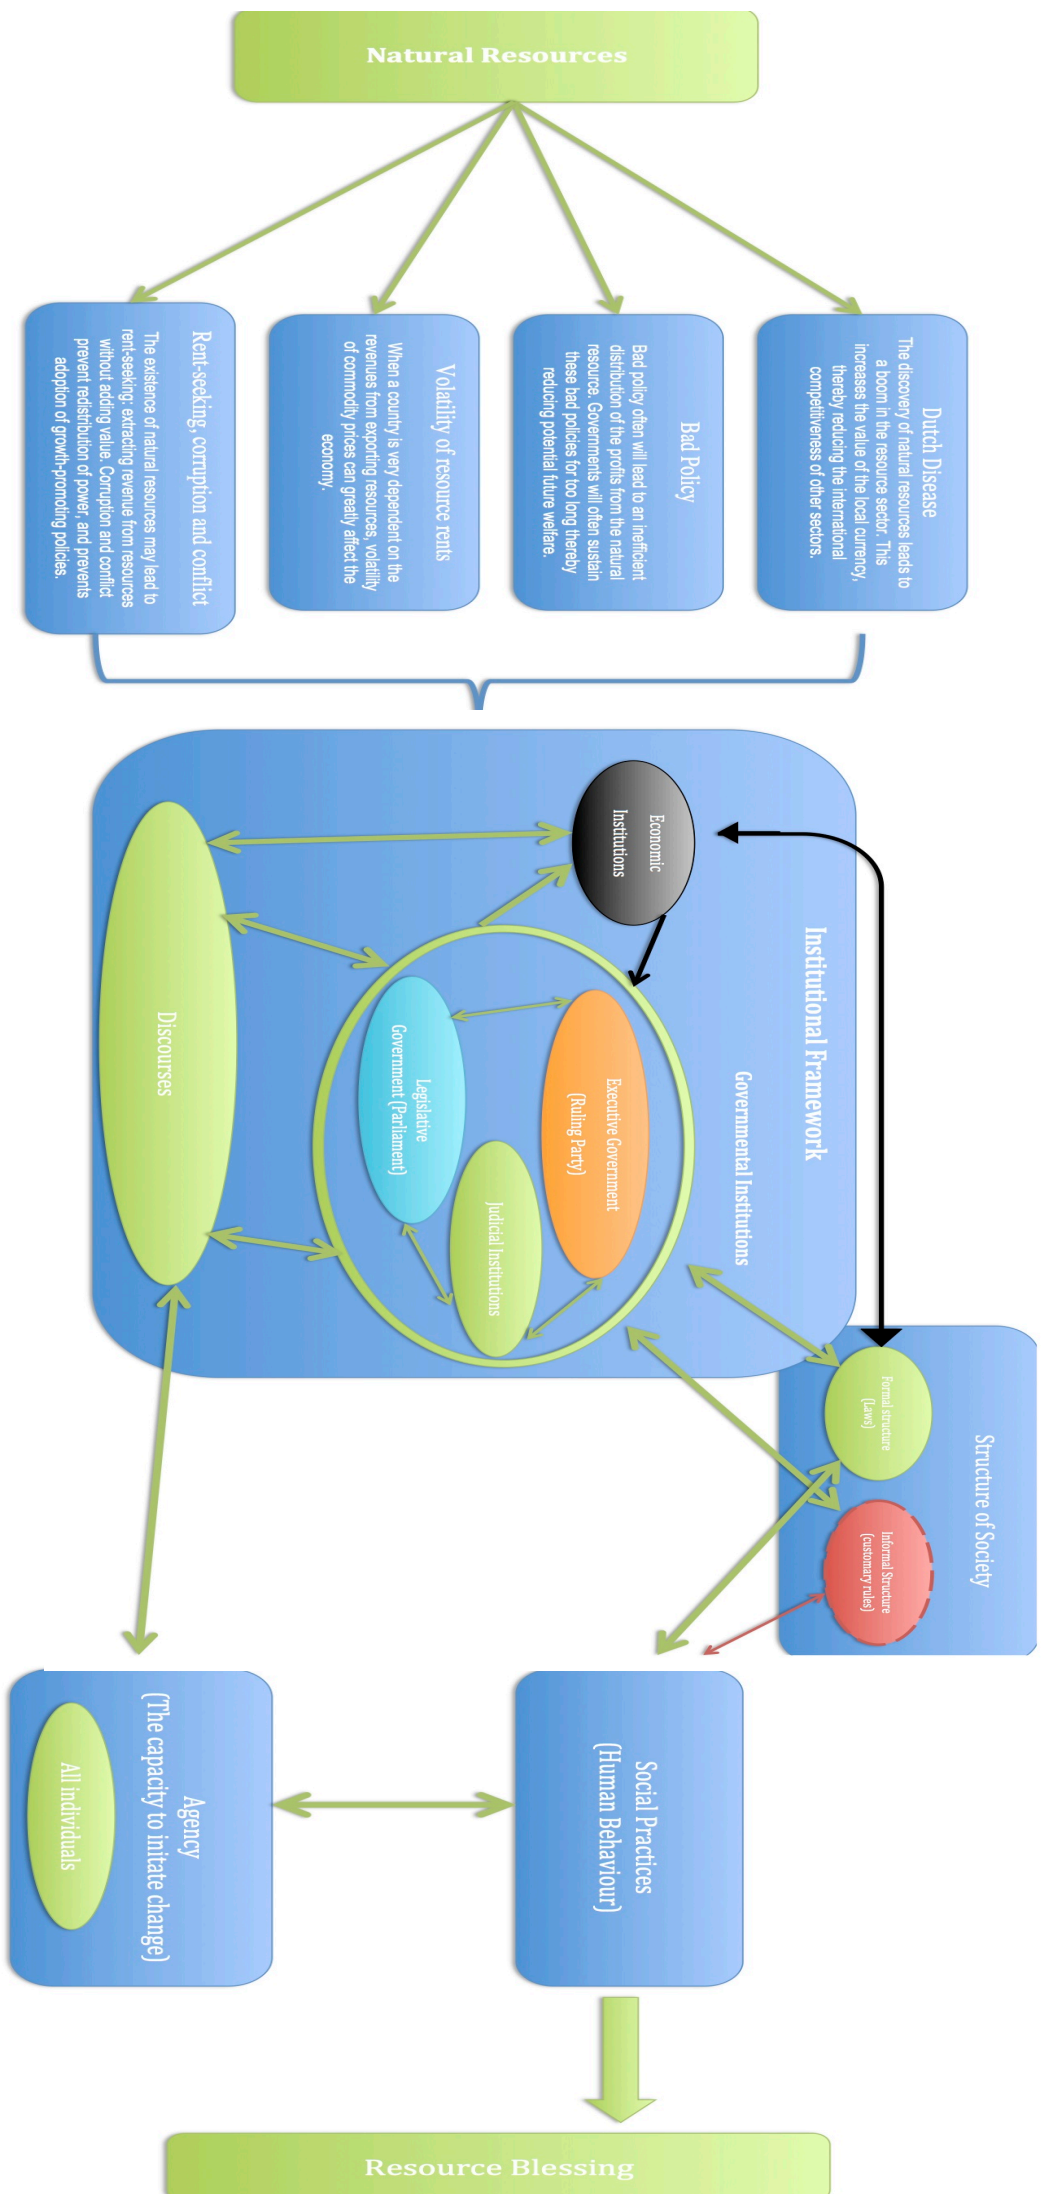 Natural Resources
Dutch Disease
The discovery of natural resources leads to
a boom in the resource sector. This
increases the value of the local currency,
thereby reducing the international
competitiveness of other sectors.
Bad Policy
Bad policy often will lead to an inefficient
distribution of the profits from the natural
resource. Governments will often sustain
these bad policies for too long thereby
reducing potential future welfare.
Volatility of resource rents
When a country is very dependent on the
revenues from exporting resources, volatility
of commodity prices can greatly affect the
economy.
Rent-seeking, corruption and conflict
The existence of natural resources may lead to
rent-seeking: extracting revenue from resources
without adding value. Corruption and conflict
prevent redistribution of power, and prevents
adoption of growth-promoting policies.
Institutional Framework
Governmental Institutions
Economic
Institutions
Executive Government
(Ruling Party)
Legislative
Government (Parliament)
Judicial Institutions
Discourses
Structure of Society
Formal structure
(Laws)
Informal Structure
(customary rules)
Social Practices
(Human Behaviour)
Agency
(The capacity to initate change)
All individuals
Resource Blessing